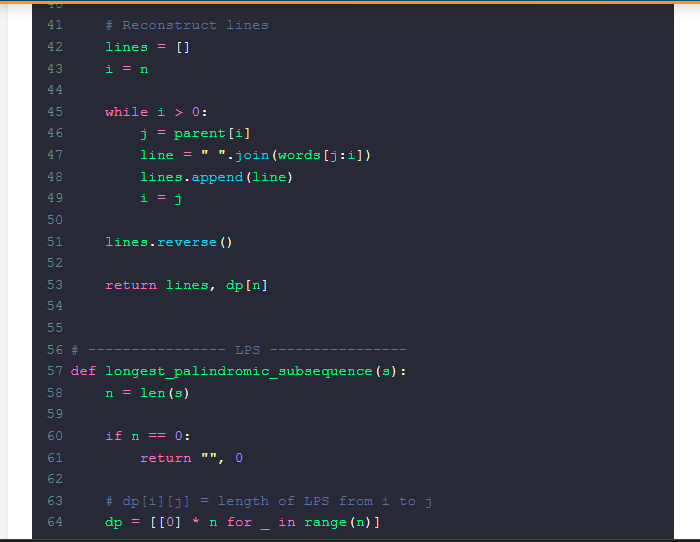 40
41     # Reconstruct lines
42     lines = []
43     i = n
44
45     while i > 0:
46         j = parent[i]
47         line = " ".join(words[j:i])
48         lines.append(line)
49         i = j
50
51     lines.reverse()
52
53     return lines, dp[n]
54
55
56 # ---------------- LPS ----------------
57 def longest_palindromic_subsequence(s):
58     n = len(s)
59
60     if n == 0:
61         return "", 0
62
63     # dp[i][j] = length of LPS from i to j
64     dp = [[0] * n for _ in range(n)]